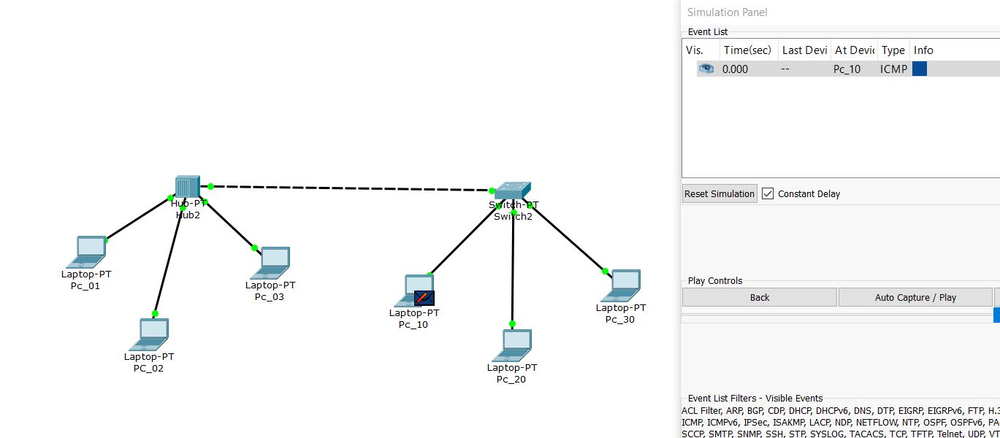 Simulation Panel
Event List
Vis. Time(sec) Last Devi At Devic Type Info
0.000 -- Pc_10 ICMP
Reset Simulation Constant Delay
Play Controls
Back Auto Capture / Play
Event List Filters - Visible Events
ACL Filter, ARP, BGP, CDP, DHCP, DHCPv6, DNS, DTP, EIGRP, EIGRPv6, FTP, H.3
ICMP, ICMPv6, IPSec, ISAKMP, LACP, NDP, NETFLOW, NTP, OSPF, OSPFv6, PA
SCCP, SMTP, SNMP, SSH, STP, SYSLOG, TACACS, TCP, TFTP, Telnet, UDP, VT
Hub-PT
Hub2
Switch-PT
Switch2
Laptop-PT
Pc_01
Laptop-PT
PC_02
Laptop-PT
Pc_03
Laptop-PT
Pc_10
Laptop-PT
Pc_20
Laptop-PT
Pc_30